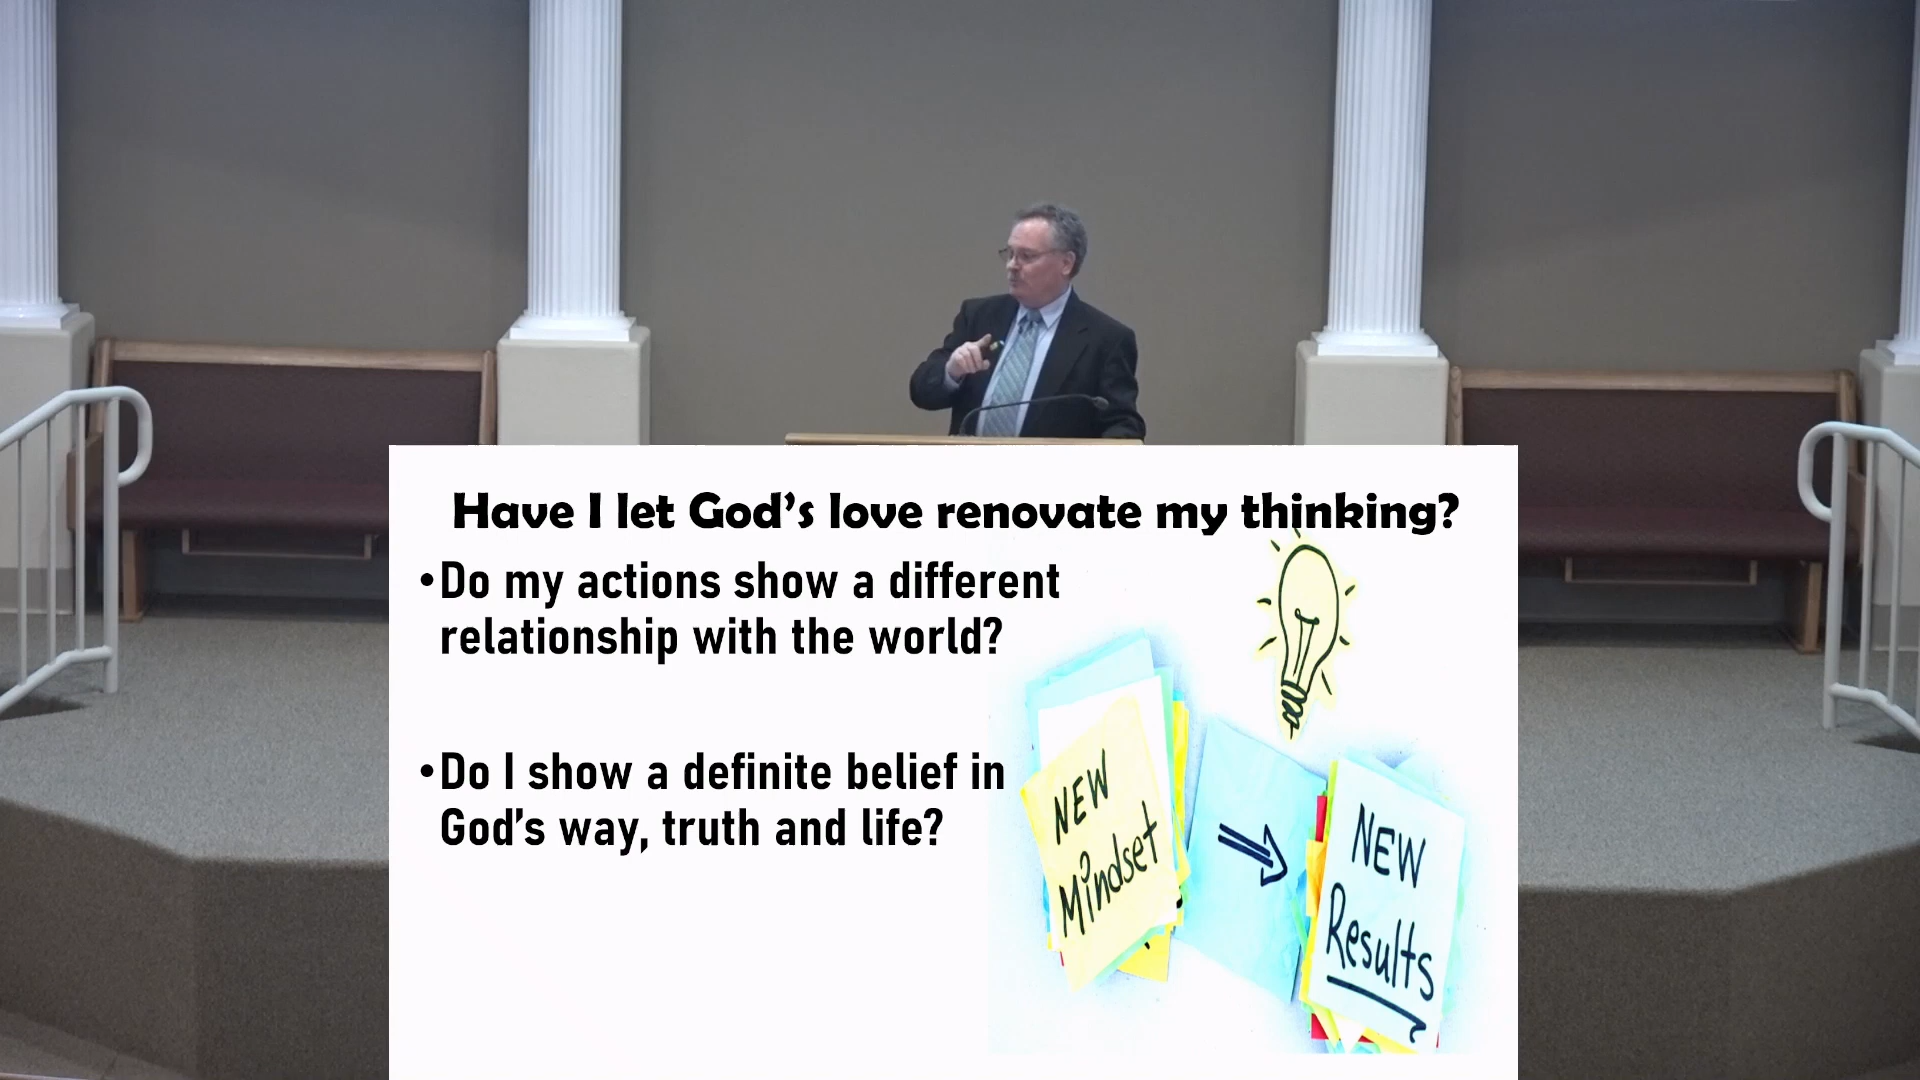 Have I let God’s love renovate my thinking?
•Do my actions show a different
relationship with the world?
•Do I show a definite belief in
God’s way, truth and life?
NEW
Mindset
NEW
Results